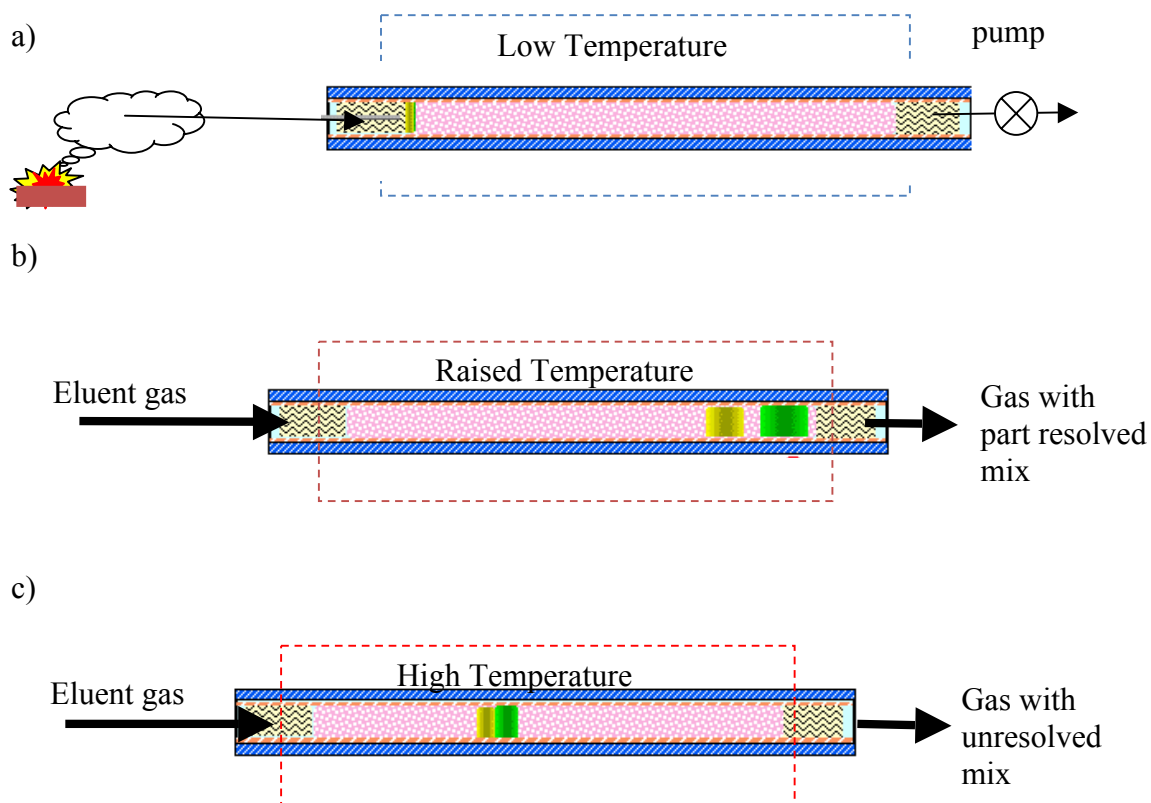 a)
Low Temperature
pump
b)
Raised Temperature
Eluent gas
Gas with
part resolved
mix
c)
High Temperature
Eluent gas
Gas with
unresolved
mix